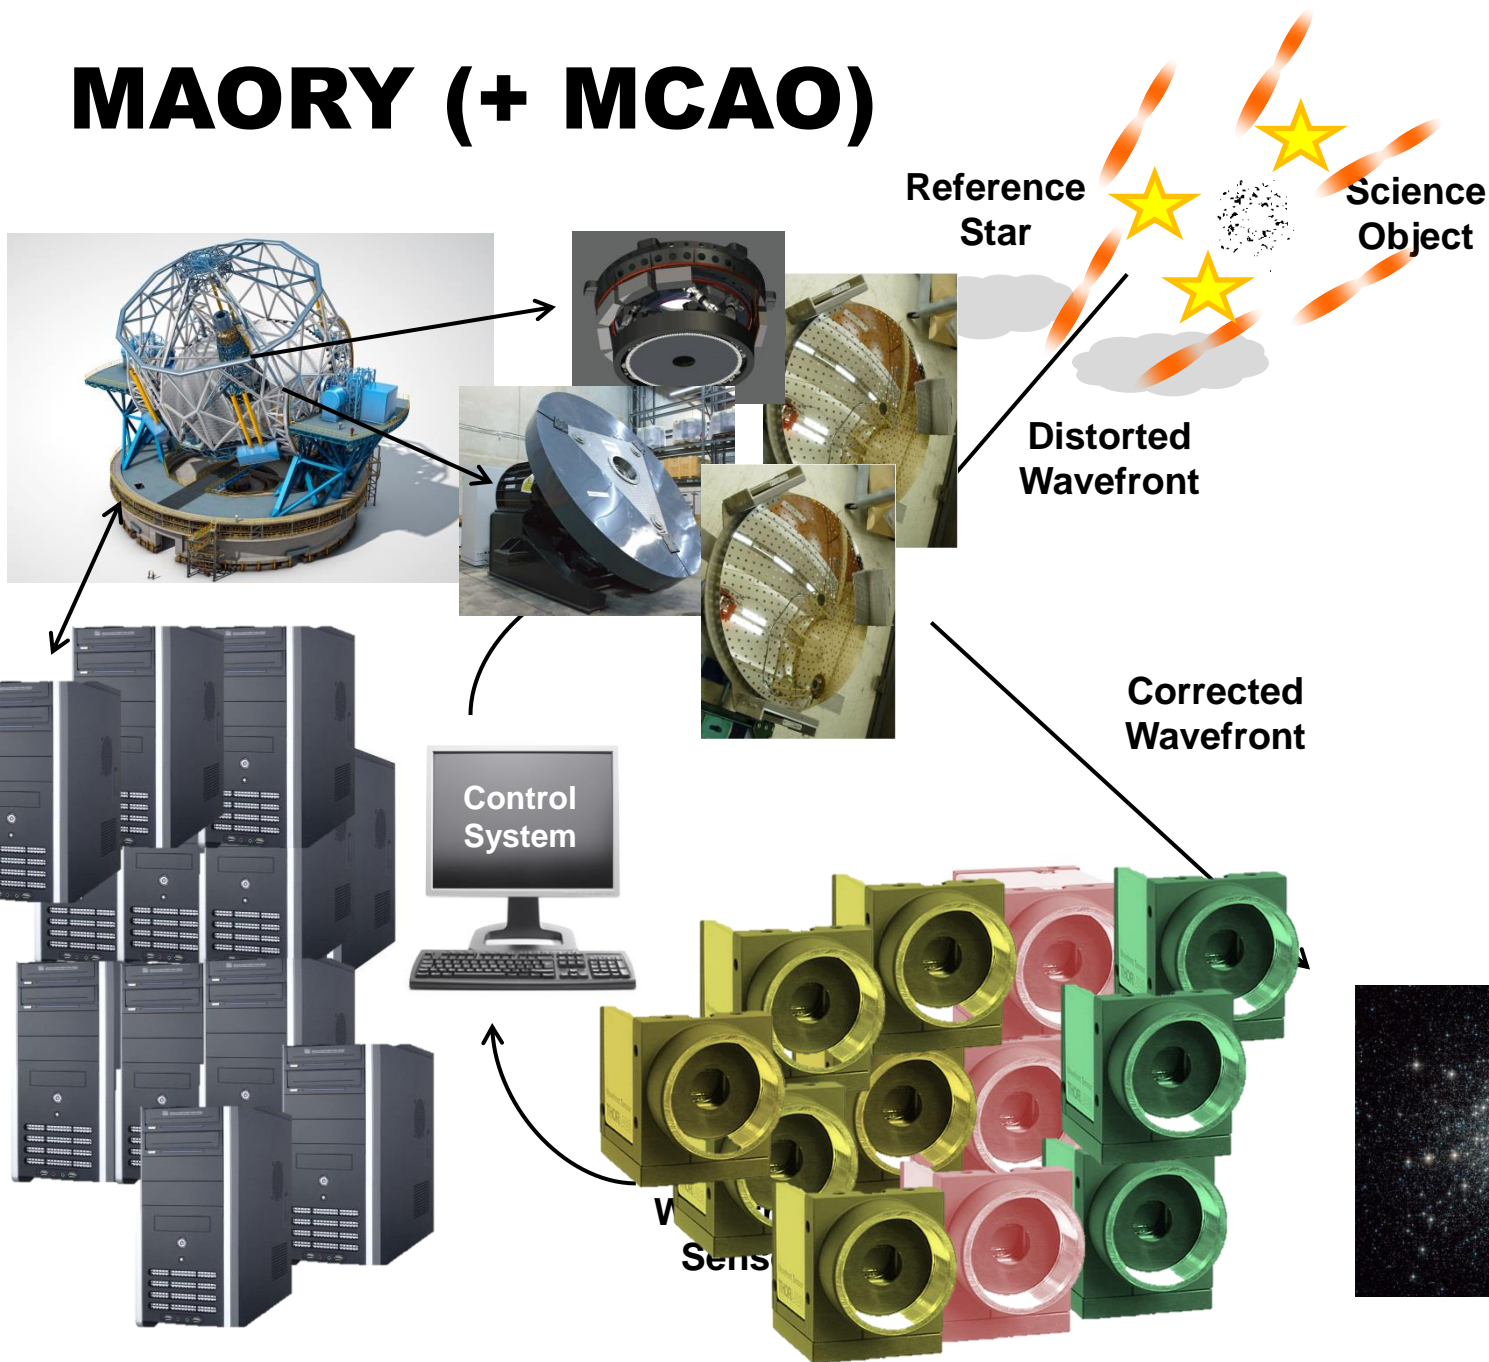 MAORY (+ MCAO)
Reference
Star
Science
Object
Distorted
Wavefront
Corrected
Wavefront
Control
System